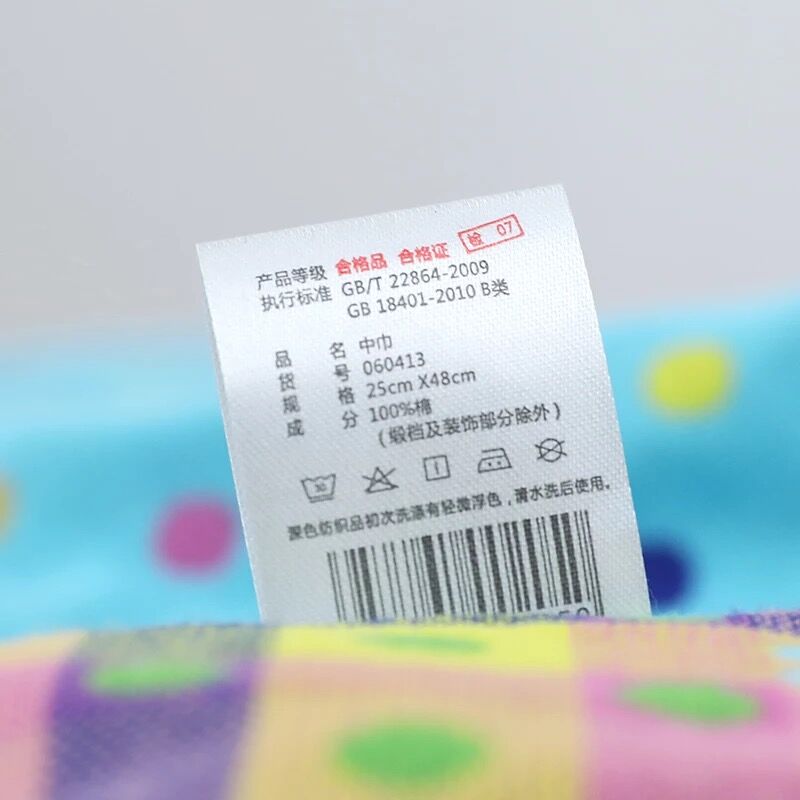 产品等级 合格品 合格证 检 07
执行标准 GB/T 22864-2009
GB 18401-2010 B类
品 名 中巾
货 号 060413
规 格 25cm X48cm
成 分 100%棉
(缎档及装饰部分除外)
深色纺织品初次洗涤有轻微浮色，清水洗后使用。